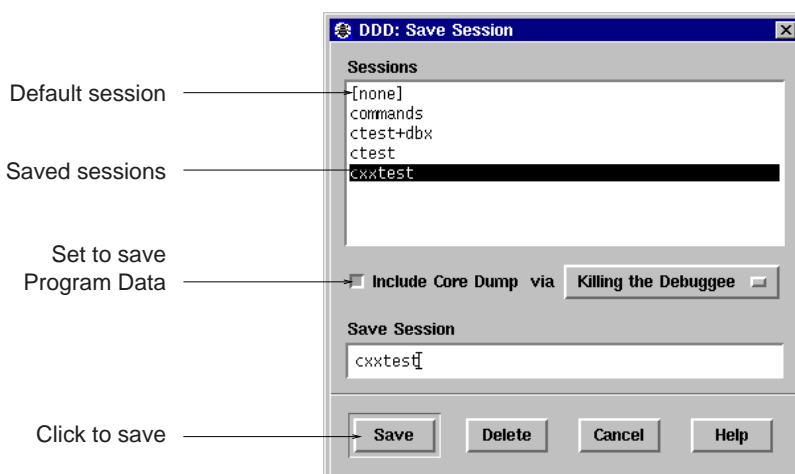 DDD: Save Session
Sessions
Default session
[none]
commands
ctest+dbx
ctest
Saved sessions
cxxtest
Set to save
Program Data
Include Core Dump via
Killing the Debuggee
Save Session
cxxtest
Click to save
Save
Delete
Cancel
Help